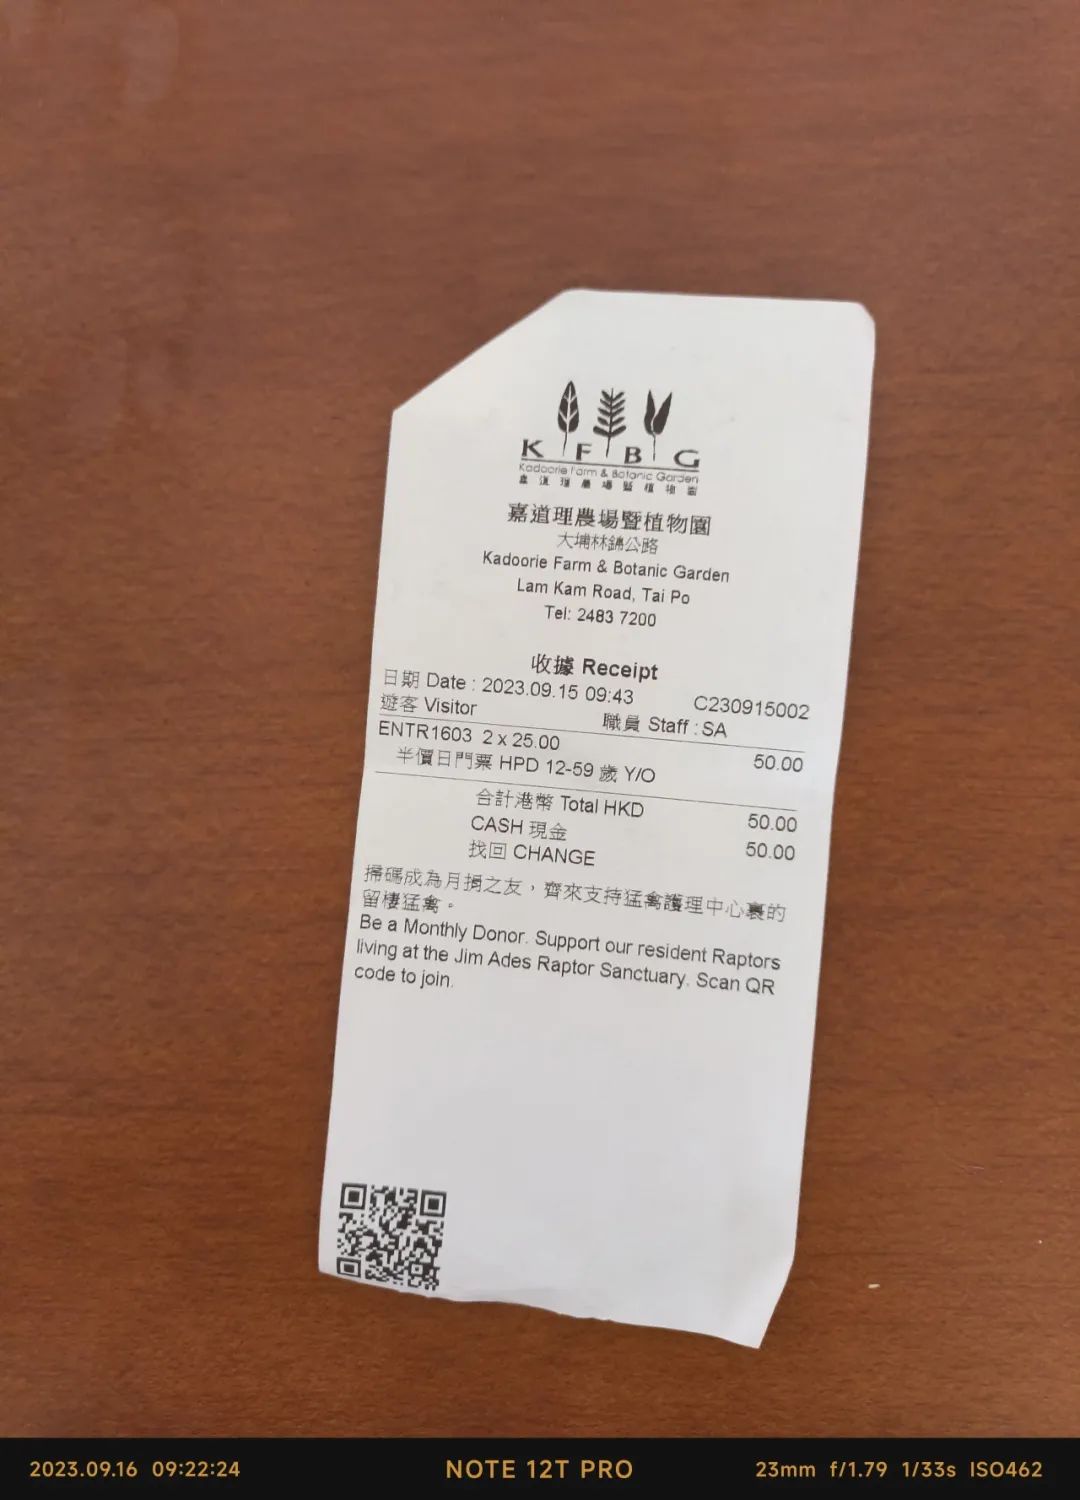 K F B G
Kadoorie Farm & Botanic Garden
嘉道理農場暨植物園
嘉道理農場暨植物園
大埔林錦公路
Kadoorie Farm & Botanic Garden
Lam Kam Road, Tai Po
Tel: 2483 7200
收據 Receipt
日期 Date : 2023.09.15 09:43 C230915002
遊客 Visitor 職員 Staff : SA
ENTR1603 2 x 25.00 50.00
半價日門票 HPD 12-59 歲 Y/O
合計港幣 Total HKD 50.00
CASH 現金 50.00
找回 CHANGE
掃碼成為月捐之友，齊來支持猛禽護理中心裏的
留棲猛禽。
Be a Monthly Donor. Support our resident Raptors
living at the Jim Ades Raptor Sanctuary. Scan QR
code to join.
2023.09.16 09:22:24 NOTE 12T PRO 23mm f/1.79 1/33s ISO462